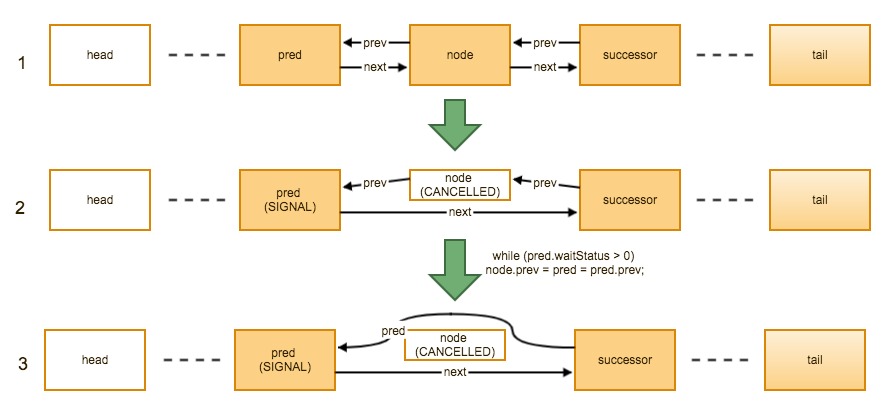 1
head
pred
prev
next
node
prev
next
successor
tail
2
head
pred
(SIGNAL)
prev
node
(CANCELLED)
prev
next
successor
tail
while (pred.waitStatus > 0)
node.prev = pred = pred.prev;
3
head
pred
(SIGNAL)
pred
node
(CANCELLED)
next
successor
tail